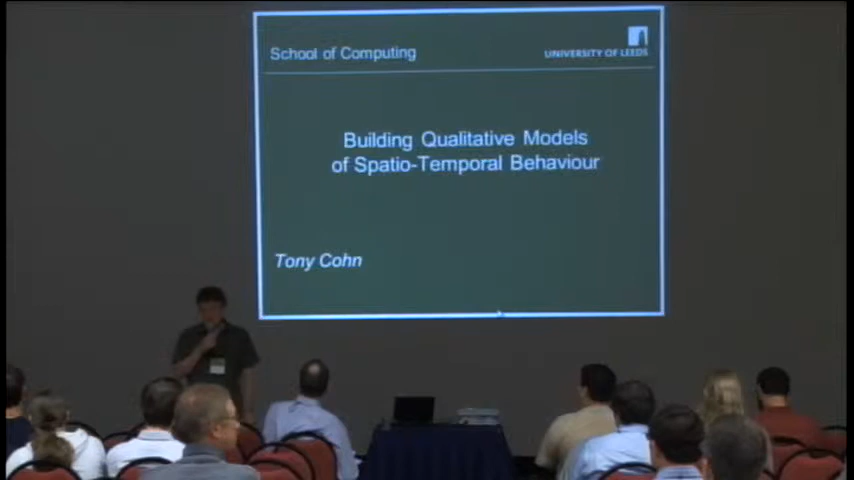 School of Computing
UNIVERSITY OF LEEDS
Building Qualitative Models
of Spatio-Temporal Behaviour
Tony Cohn